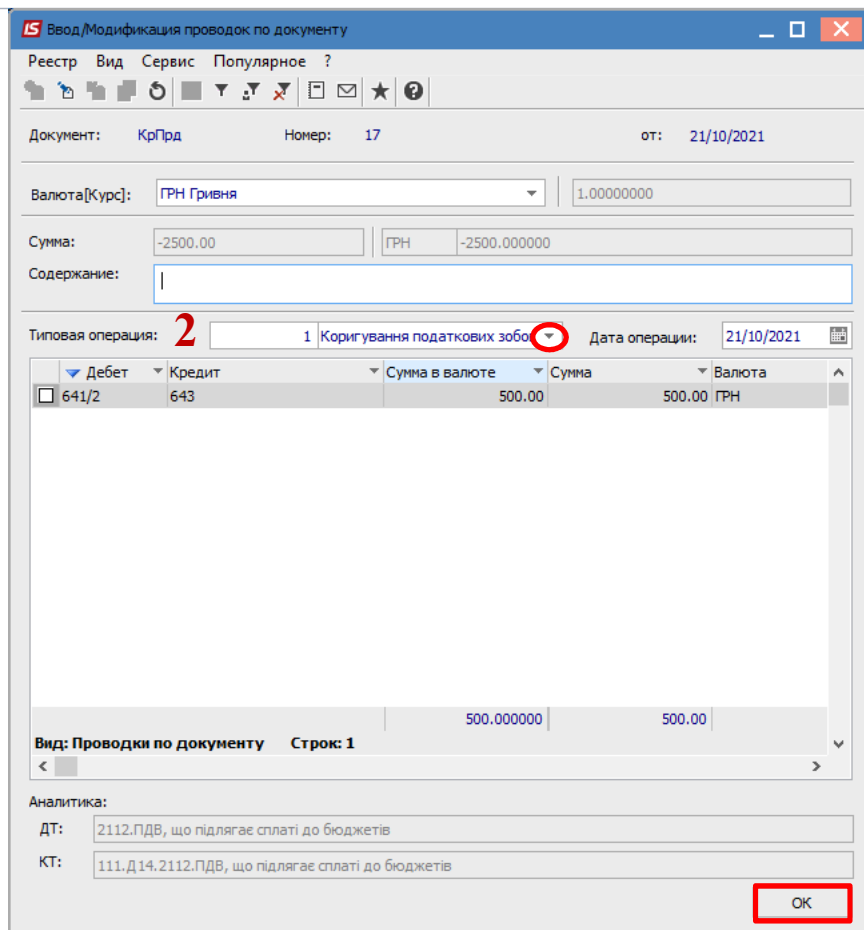 IS Ввод/Модификация проводок по документу
Реестр Вид Сервис Популярное ?
Документ: КрПрд Номер: 17 от: 21/10/2021
Валюта[Курс]: ГРН Гривня 1.00000000
Сумма: -2500.00 ГРН -2500.000000
Содержание:
Типовая операция: 2 1 Коригування податкових зобов Дата операции: 21/10/2021
Дебет Кредит Сумма в валюте Сумма Валюта
641/2 643 500.00 500.00 ГРН
500.000000 500.00
Вид: Проводки по документу Строк: 1
Аналитика:
ДТ: 2112.ПДВ, що підлягає сплаті до бюджетів
КТ: 111.Д14.2112.ПДВ, що підлягає сплаті до бюджетів
ОК